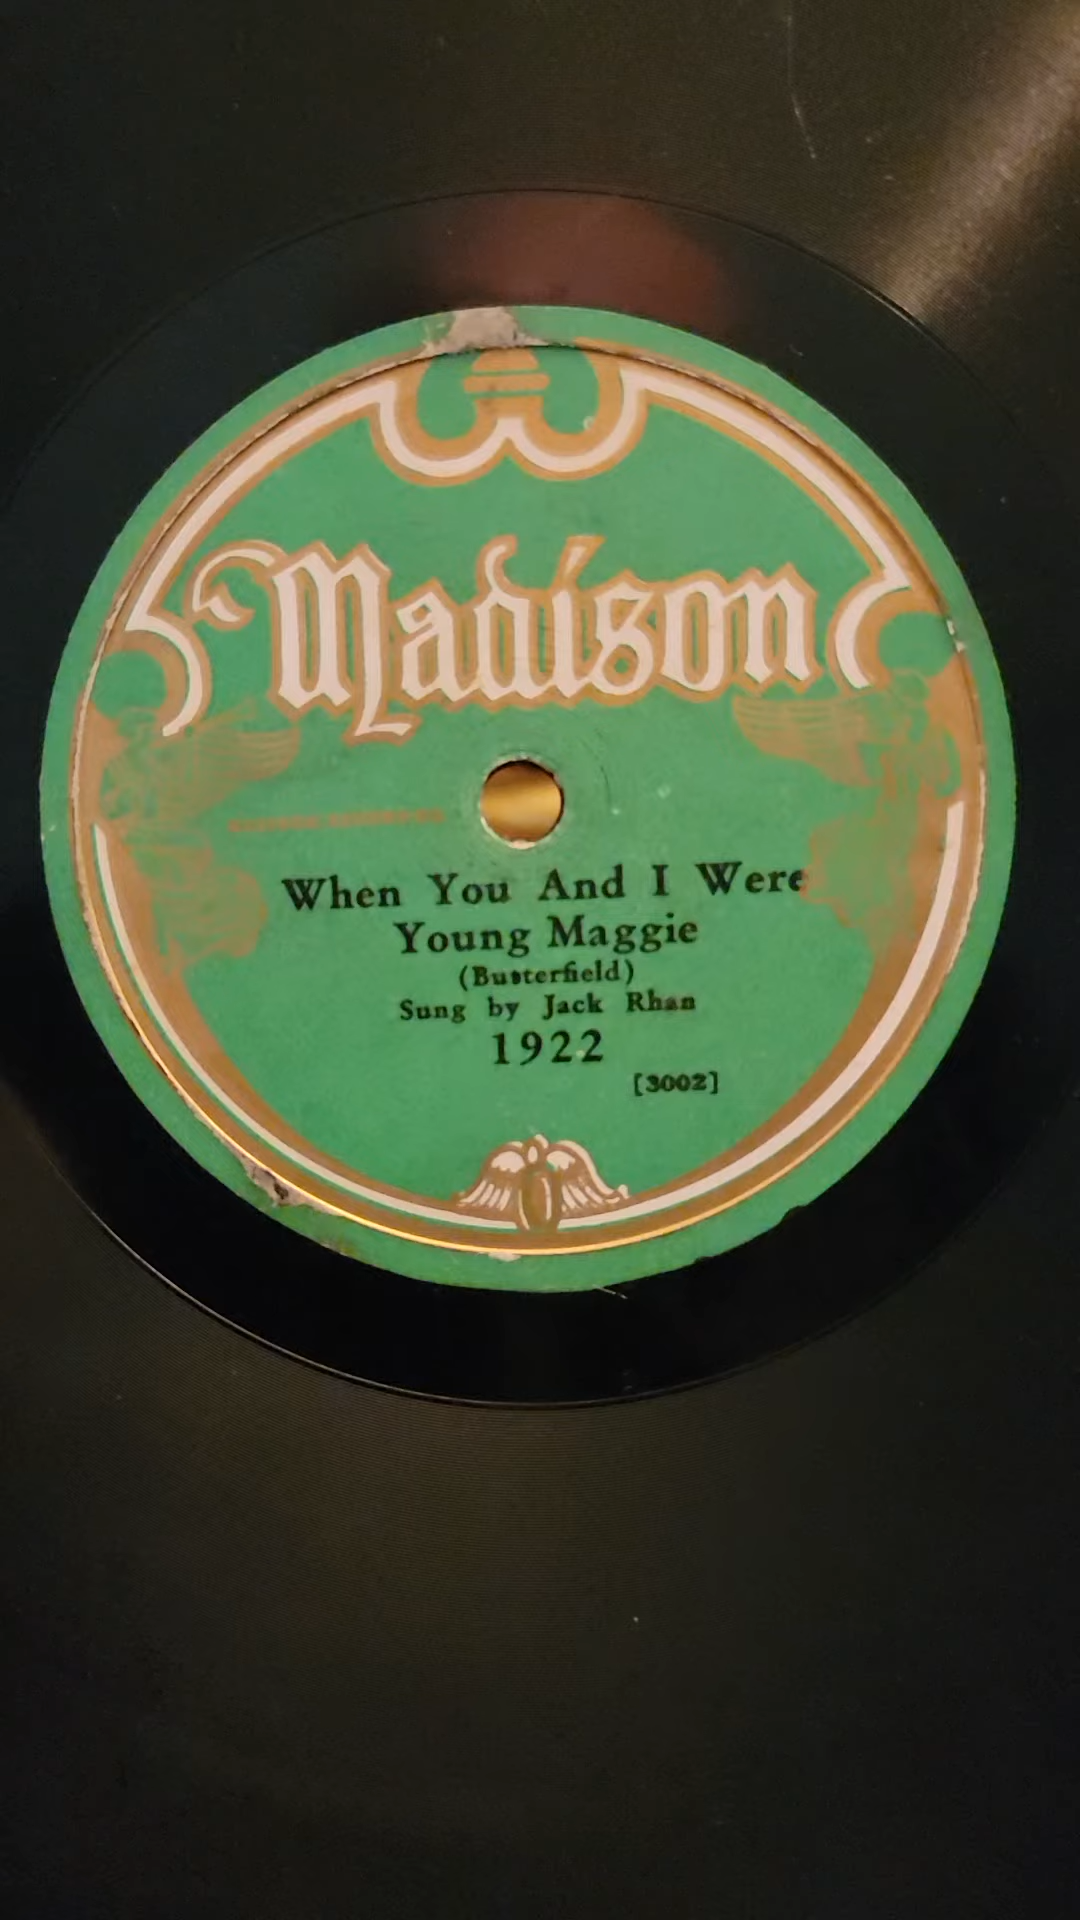 Madison
When You And I Were
Young Maggie
(Butterfield)
Sung by Jack Rhan
1922
[3002]